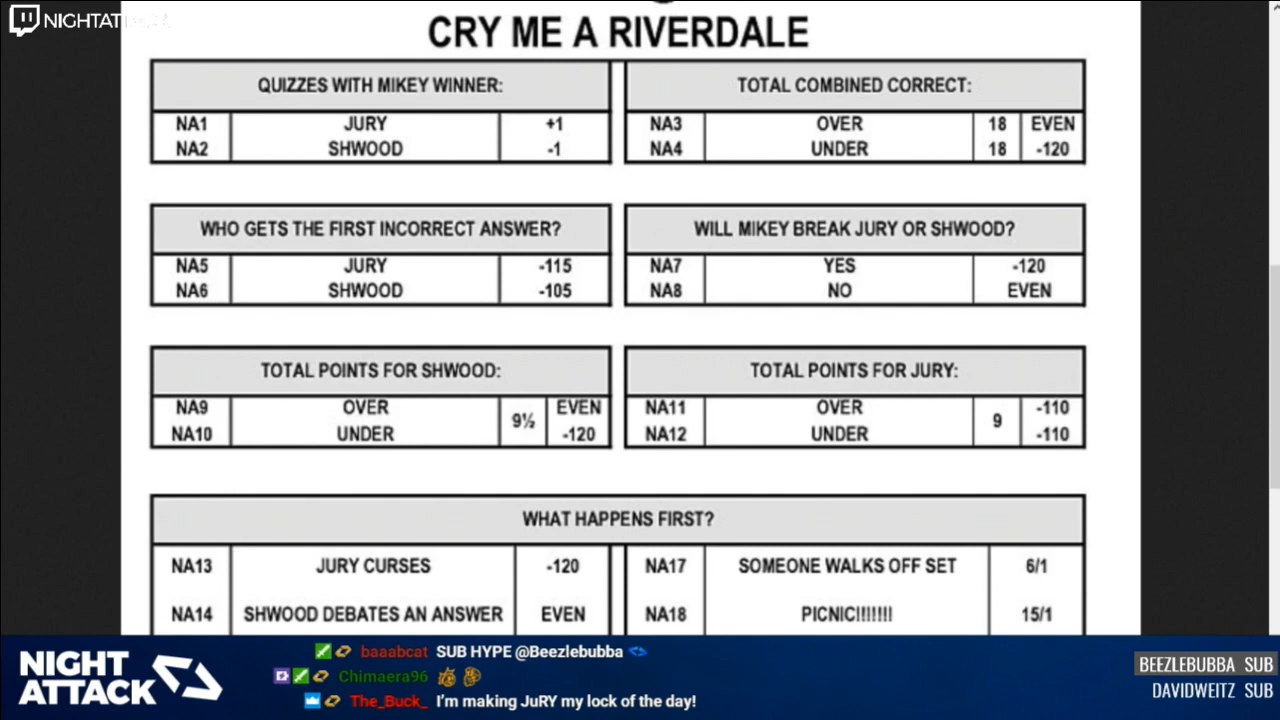 NIGHTATTACK
CRY ME A RIVERDALE
QUIZZES WITH MIKEY WINNER:
NA1 JURY +1
NA2 SHWOOD -1
TOTAL COMBINED CORRECT:
NA3 OVER 18 EVEN
NA4 UNDER 18 -120
WHO GETS THE FIRST INCORRECT ANSWER?
NA5 JURY -115
NA6 SHWOOD -105
WILL MIKEY BREAK JURY OR SHWOOD?
NA7 YES -120
NA8 NO EVEN
TOTAL POINTS FOR SHWOOD:
NA9 OVER 9½ EVEN
NA10 UNDER -120
TOTAL POINTS FOR JURY:
NA11 OVER 9 -110
NA12 UNDER -110
WHAT HAPPENS FIRST?
NA13 JURY CURSES -120
NA14 SHWOOD DEBATES AN ANSWER EVEN
NA17 SOMEONE WALKS OFF SET 6/1
NA18 PICNIC!!!!!!! 15/1
NIGHT
ATTACK
baaabcat SUB HYPE @Beezlebubba
Chimaera96
The_Buck_ I'm making JuRY my lock of the day!
BEEZLEBUBBA SUB
DAVIDWEITZ SUB